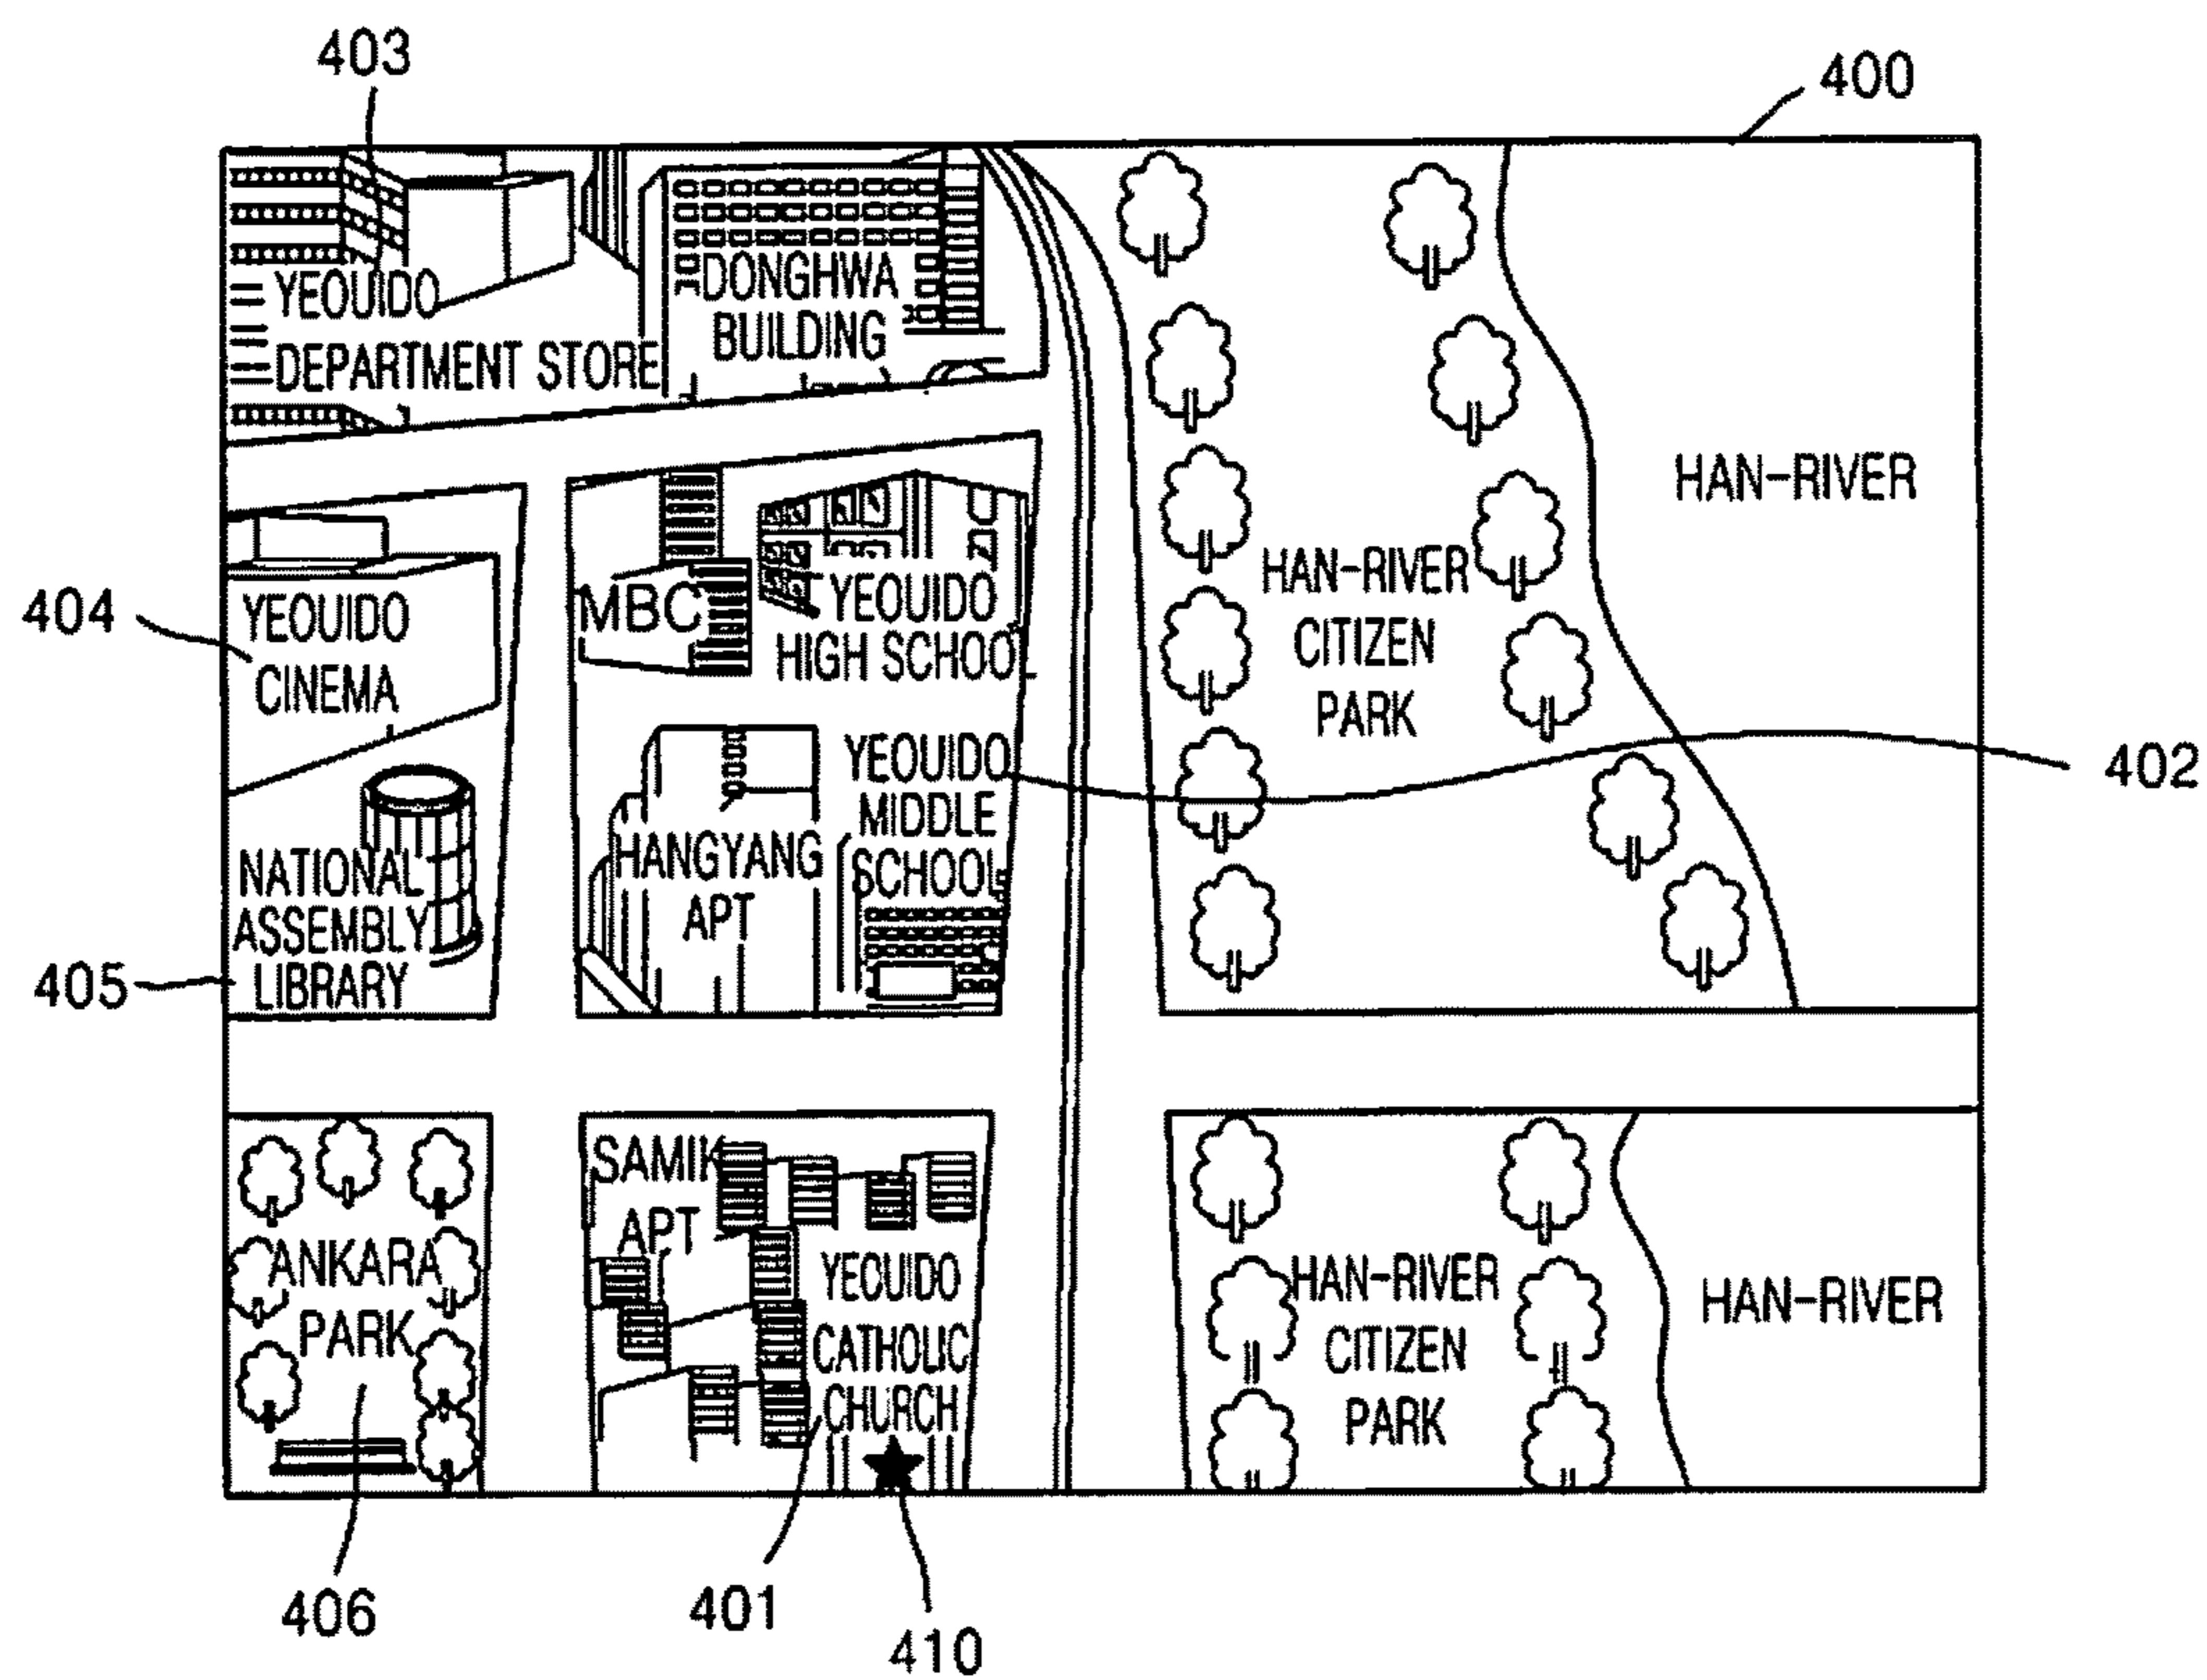 403
400
YEOUIDO
DEPARTMENT STORE
DONGHWA
BUILDING
HAN-RIVER
404
YEOUIDO
CINEMA
MBC
YEOUIDO
HIGH SCHOOL
HAN-RIVER
CITIZEN
PARK
402
YEOUIDO
MIDDLE
SCHOOL
HANGYANG
APT
405
NATIONAL
ASSEMBLY
LIBRARY
SAMIK
APT
ANKARA
PARK
YEOUIDO
CATHOLIC
CHURCH
HAN-RIVER
CITIZEN
PARK
HAN-RIVER
406
401
410